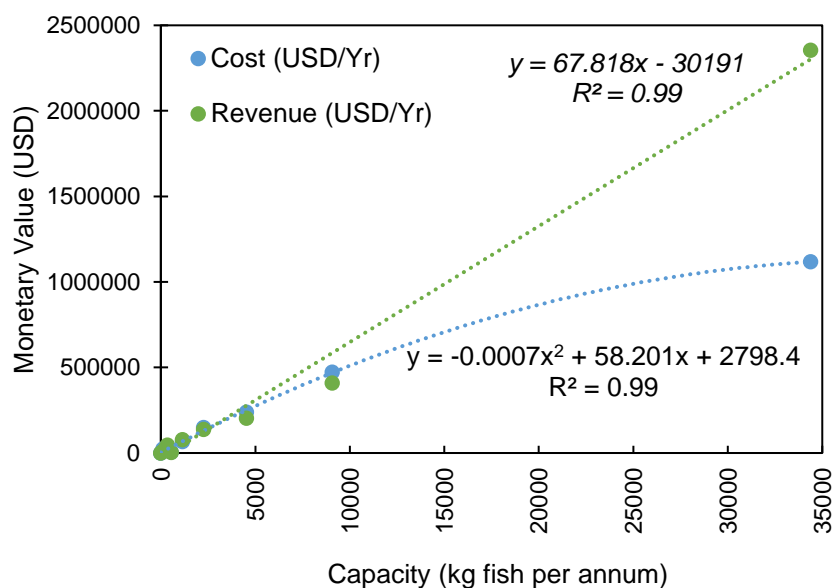 2500000
2000000
1500000
1000000
500000
0
Monetary Value (USD)
Cost (USD/Yr)
Revenue (USD/Yr)
y = 67.818x - 30191
R² = 0.99
y = -0.0007x² + 58.201x + 2798.4
R² = 0.99
0
5000
10000
15000
20000
25000
30000
35000
Capacity (kg fish per annum)